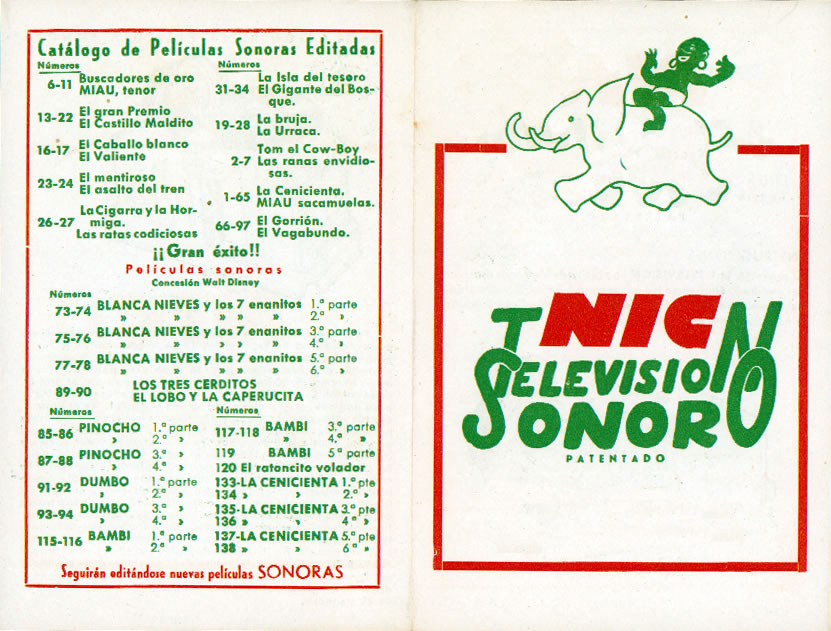 Catálogo de Películas Sonoras Editadas
Números
6-11 Buscadores de oro
MIAU, tenor
13-22 El gran Premio
El Castillo Maldito
16-17 El Caballo blanco
El Valiente
23-24 El mentiroso
El asalto del tren
26-27 La Cigarra y la Hor-
miga.
Las ratas codiciosas
Números
31-34 La Isla del tesoro
El Gigante del Bos-
que.
19-28 La bruja.
La Urraca.
2-7 Tom el Cow-Boy
Las ranas envidio-
sas.
1-65 La Cenicienta.
MIAU sacamuelas.
66-97 El Gorrión.
El Vagabundo.
¡¡Gran éxito!!
Películas sonoras
Concesión Walt Disney
Números
73-74 BLANCA NIEVES y los 7 enanitos 1.ª parte
» » » » » 2.ª »
75-76 BLANCA NIEVES y los 7 enanitos 3.ª parte
» » » » » 4.ª »
77-78 BLANCA NIEVES y los 7 enanitos 5.ª parte
» » » » » 6.ª »
89-90 LOS TRES CERDITOS
EL LOBO Y LA CAPERUCITA
Números
85-86 PINOCHO 1.ª parte
» 2.ª »
87-88 PINOCHO 3.ª »
» 4.ª »
91-92 DUMBO 1.ª parte
» 2.ª »
93-94 DUMBO 3.ª »
» 4.ª »
115-116 BAMBI 1.ª parte
» 2.ª »
Números
117-118 BAMBI 3.ª parte
» 4.ª »
119 BAMBI 5ª parte
120 El ratoncito volador
133-LA CENICIENTA 1.ª pte
134 » » 2.ª »
135-LA CENICIENTA 3.ª pte
136 » » 4ª »
137-LA CENICIENTA 5.ª pte
138 » » 6ª »
Seguirán editándose nuevas películas SONORAS
NIC
TELEVISION
SONORO
PATENTADO